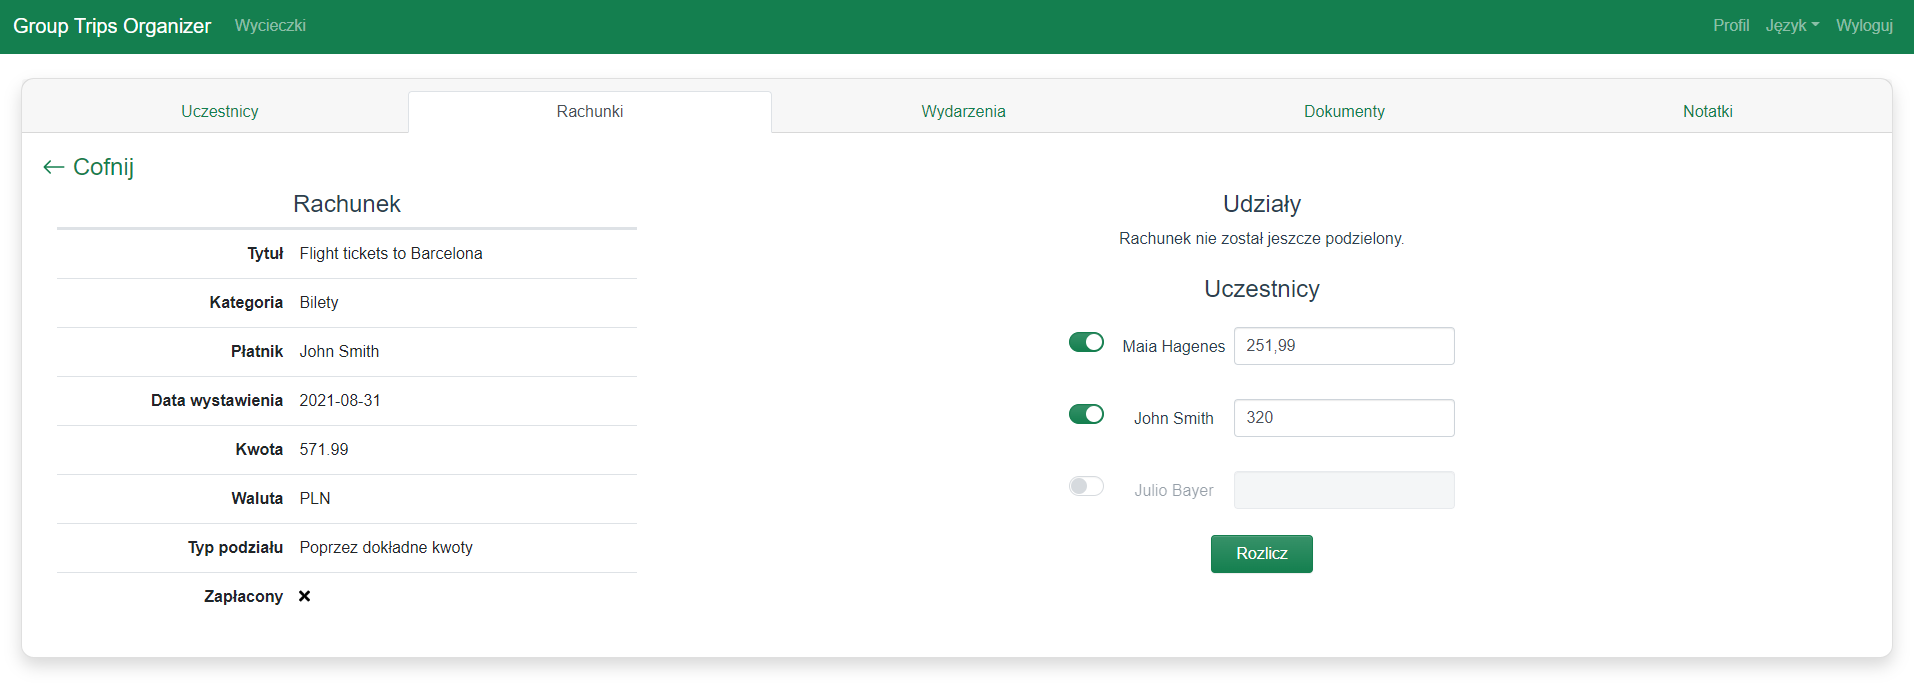 Group Trips Organizer Wycieczki Profil Język Wyloguj
Uczestnicy Rachunki Wydarzenia Dokumenty Notatki
Cofnij
Rachunek
Tytuł Flight tickets to Barcelona
Kategoria Bilety
Płatnik John Smith
Data wystawienia 2021-08-31
Kwota 571.99
Waluta PLN
Typ podziału Poprzez dokładne kwoty
Zapłacony
Udziały
Rachunek nie został jeszcze podzielony.
Uczestnicy
Maia Hagenes 251,99
John Smith 320
Julio Bayer
Rozlicz